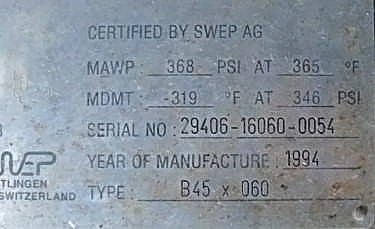 CERTIFIED BY SWEP AG
MAWP: 368 PSI AT 365 °F
MDMT: -319 °F AT 346 PSI
SERIAL NO: 29406-16060-0054
YEAR OF MANUFACTURE: 1994
TLINGEN
SWITZERLAND TYPE: B45 x 060